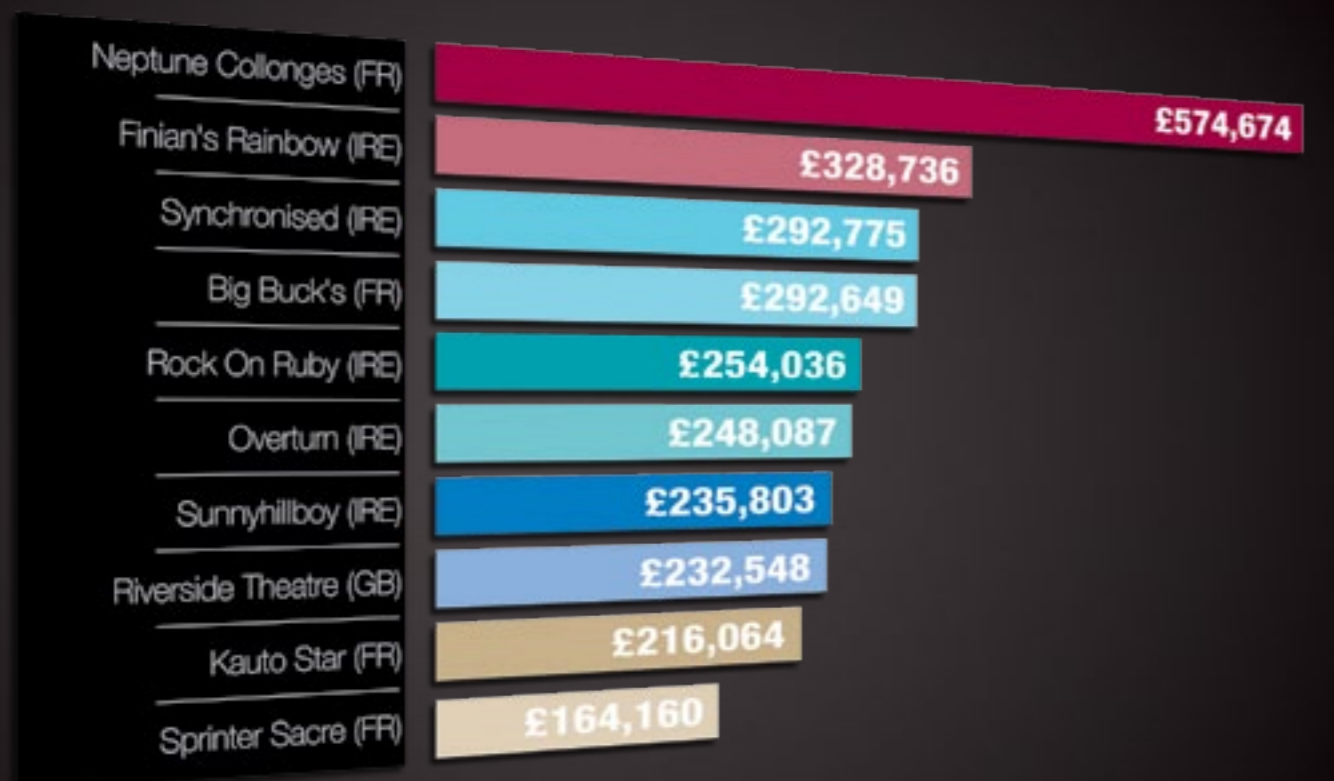 Neptune Collonges (FR) £574,674
Finian's Rainbow (IRE) £328,736
Synchronised (IRE) £292,775
Big Buck's (FR) £292,649
Rock On Ruby (IRE) £254,036
Overturn (IRE) £248,087
Sunnyhillboy (IRE) £235,803
Riverside Theatre (GB) £232,548
Kauto Star (FR) £216,064
Sprinter Sacre (FR) £164,160